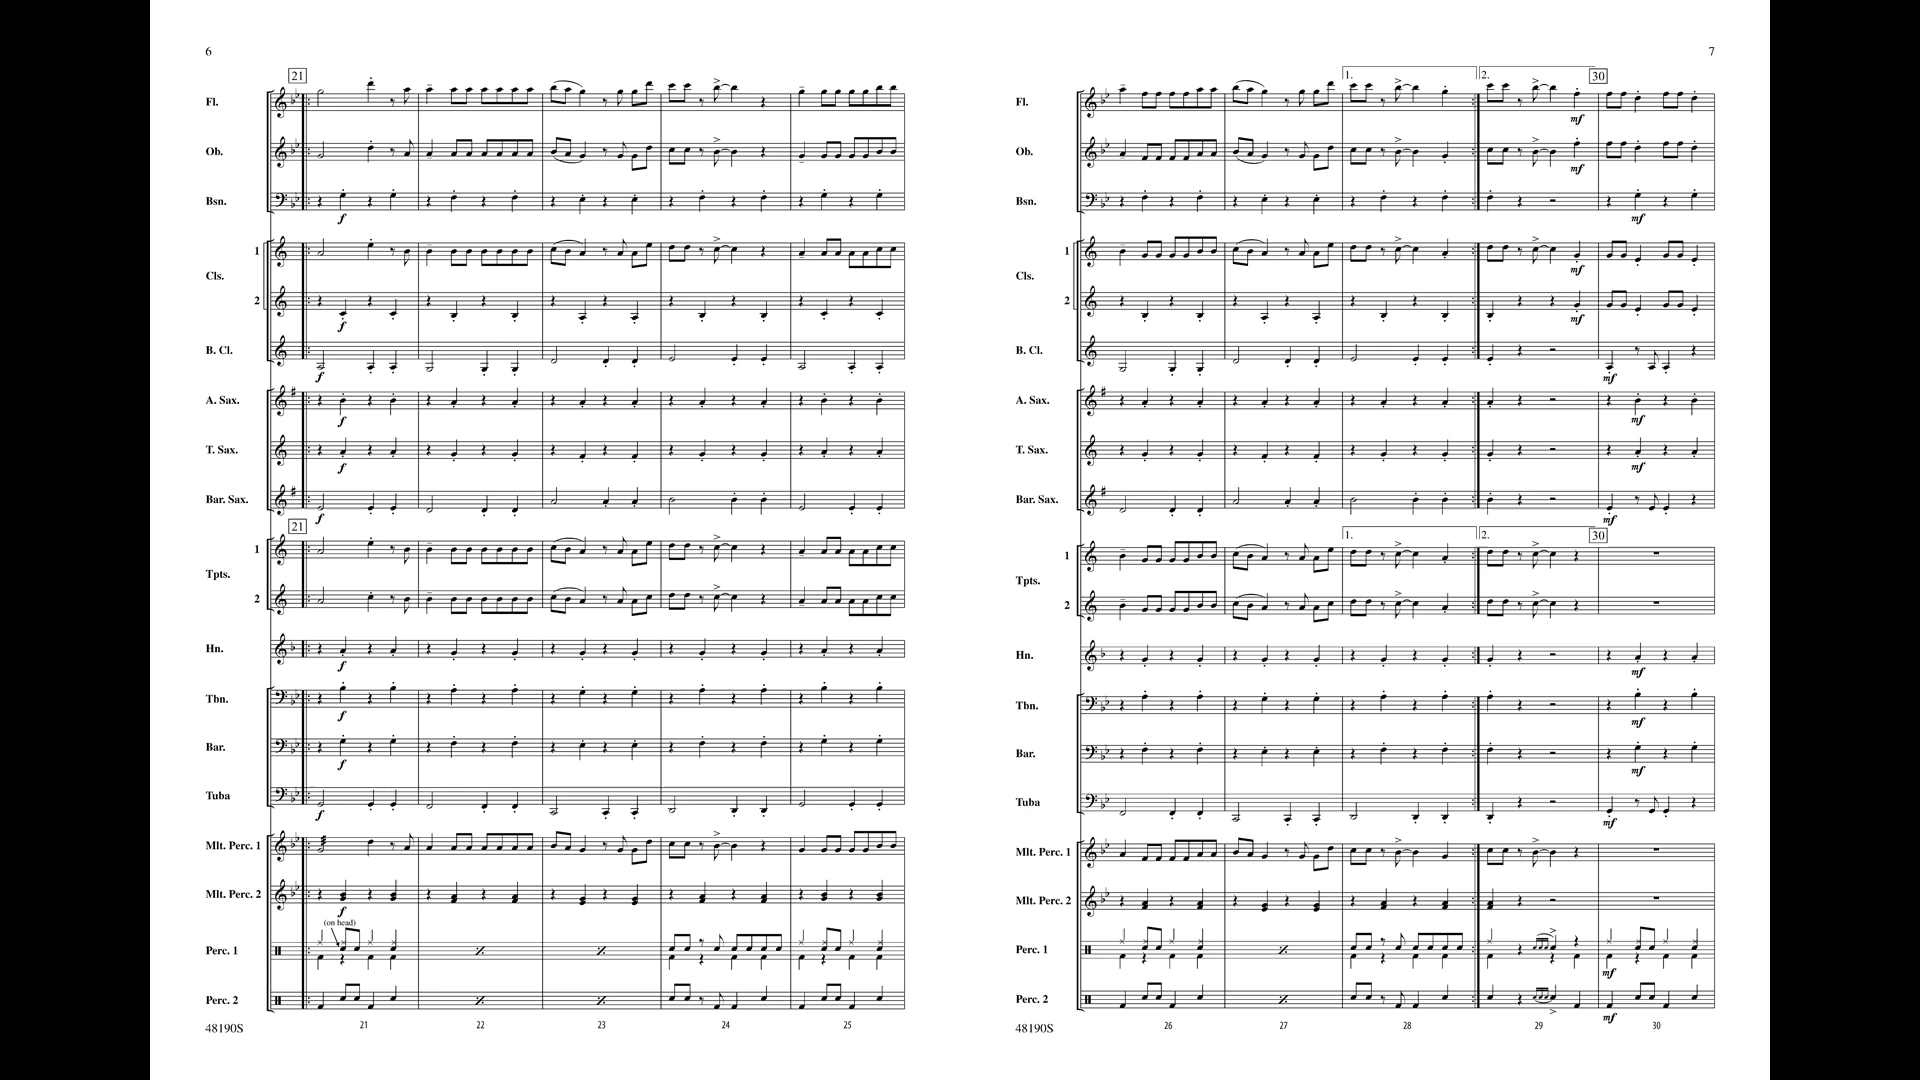 6
21
Fl.
Ob.
Bsn.
f
1
Cls.
2
f
B. Cl.
f
A. Sax.
f
T. Sax.
f
Bar. Sax.
f
21
1
Tpts.
2
Hn.
f
Tbn.
f
Bar.
f
Tuba
f
Mlt. Perc. 1
Mlt. Perc. 2
f
(on head)
Perc. 1
Perc. 2
48190S 21 22 23 24 25
7
1. 2. 30
Fl.
mf
Ob.
mf
Bsn.
mf
1
mf
Cls.
2
mf
B. Cl.
mf
A. Sax.
mf
T. Sax.
mf
Bar. Sax.
mf
1. 2. 30
1
Tpts.
2
Hn.
mf
Tbn.
mf
Bar.
mf
Tuba
mf
Mlt. Perc. 1
Mlt. Perc. 2
Perc. 1
mf
Perc. 2
mf
48190S 26 27 28 29 30